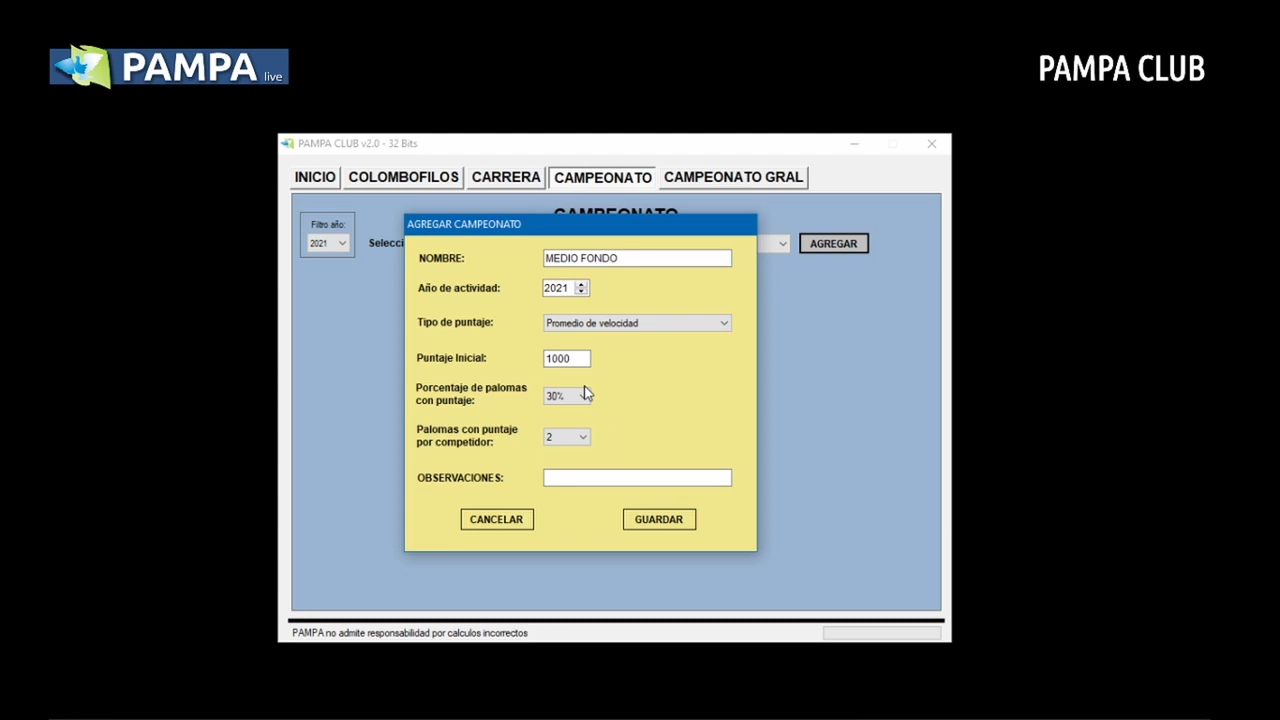 PAMPA live
PAMPA CLUB
PAMPA CLUB v2.0 - 32 Bits
INICIO COLOMBOFILOS CARRERA CAMPEONATO CAMPEONATO GRAL
CAMPEONATO
Filtro año:
2021
Selecci
AGREGAR
AGREGAR CAMPEONATO
NOMBRE: MEDIO FONDO
Año de actividad: 2021
Tipo de puntaje: Promedio de velocidad
Puntaje Inicial: 1000
Porcentaje de palomas
con puntaje: 30%
Palomas con puntaje
por competidor: 2
OBSERVACIONES:
CANCELAR GUARDAR
PAMPA no admite responsabilidad por calculos incorrectos